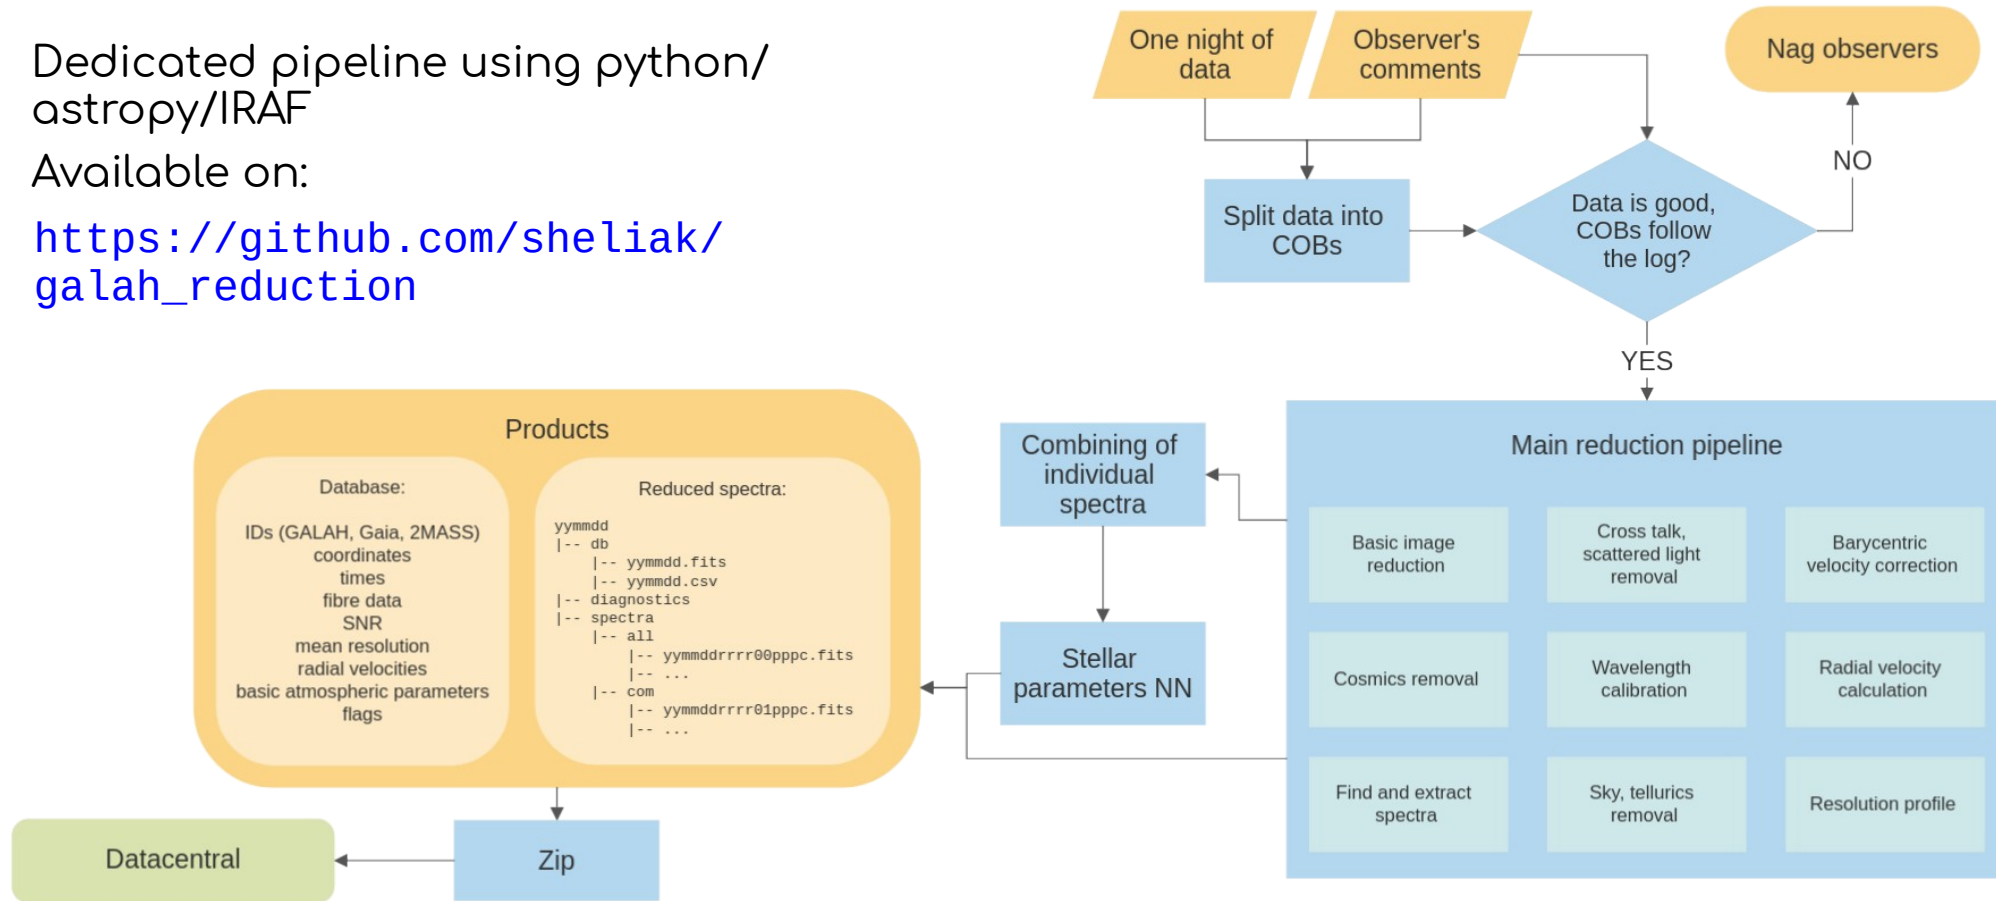 Dedicated pipeline using python/
astropy/IRAF
Available on:
https://github.com/sheliak/
galah_reduction
One night of
data
Observer's
comments
Nag observers
NO
Split data into
COBs
Data is good,
COBs follow
the log?
YES
Main reduction pipeline
Basic image
reduction
Cross talk,
scattered light
removal
Barycentric
velocity correction
Cosmics removal
Wavelength
calibration
Radial velocity
calculation
Find and extract
spectra
Sky, tellurics
removal
Resolution profile
Combining of
individual
spectra
Stellar
parameters NN
Products
Database:
IDs (GALAH, Gaia, 2MASS)
coordinates
times
fibre data
SNR
mean resolution
radial velocities
basic atmospheric parameters
flags
Reduced spectra:
yymmdd
|-- db
    |-- yymmdd.fits
    |-- yymmdd.csv
|-- diagnostics
|-- spectra
    |-- all
        |-- yymmddrrrr00pppc.fits
        |-- ...
    |-- com
        |-- yymmddrrrr01pppc.fits
        |-- ...
Zip
Datacentral